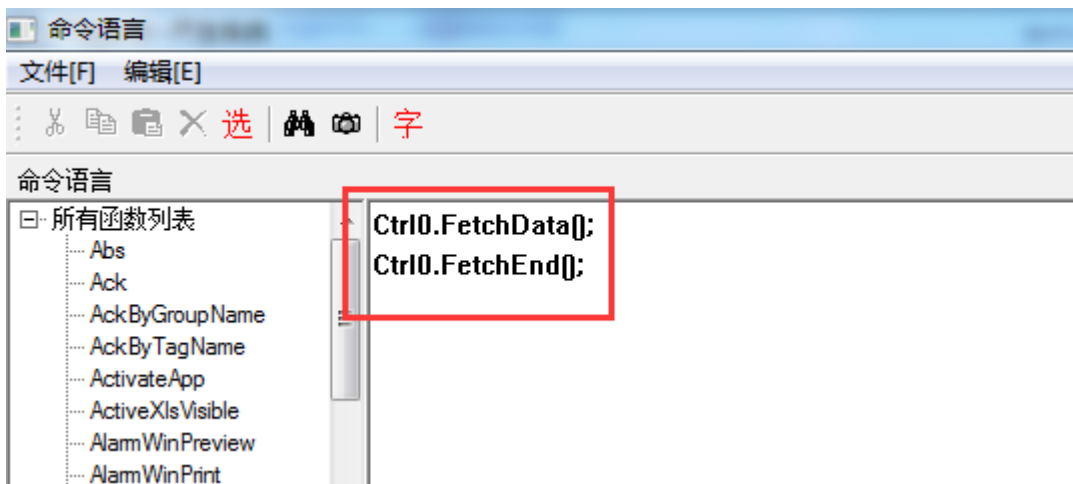 命令语言
文件[F] 编辑[E]
选 字
命令语言
所有函数列表
Abs
Ack
AckByGroupName
AckByTagName
ActivateApp
ActiveXlsVisible
AlarmWinPreview
AlarmWinPrint
Ctrl0.FetchData();
Ctrl0.FetchEnd();